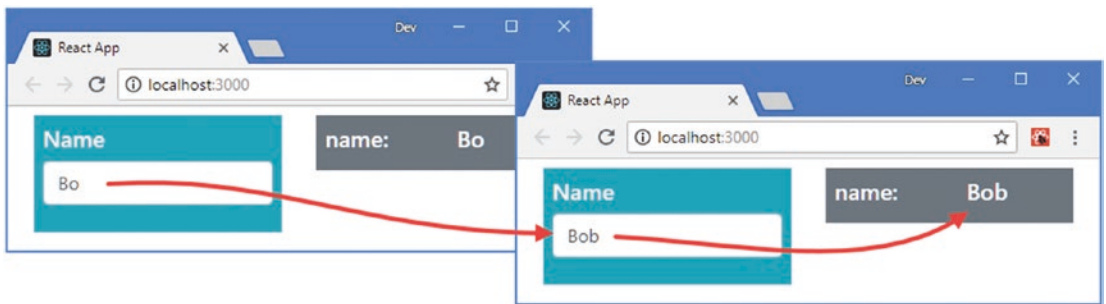 Dev
React App
localhost:3000
Name
name: Bo
Bo
Dev
React App
localhost:3000
Name
name: Bob
Bob